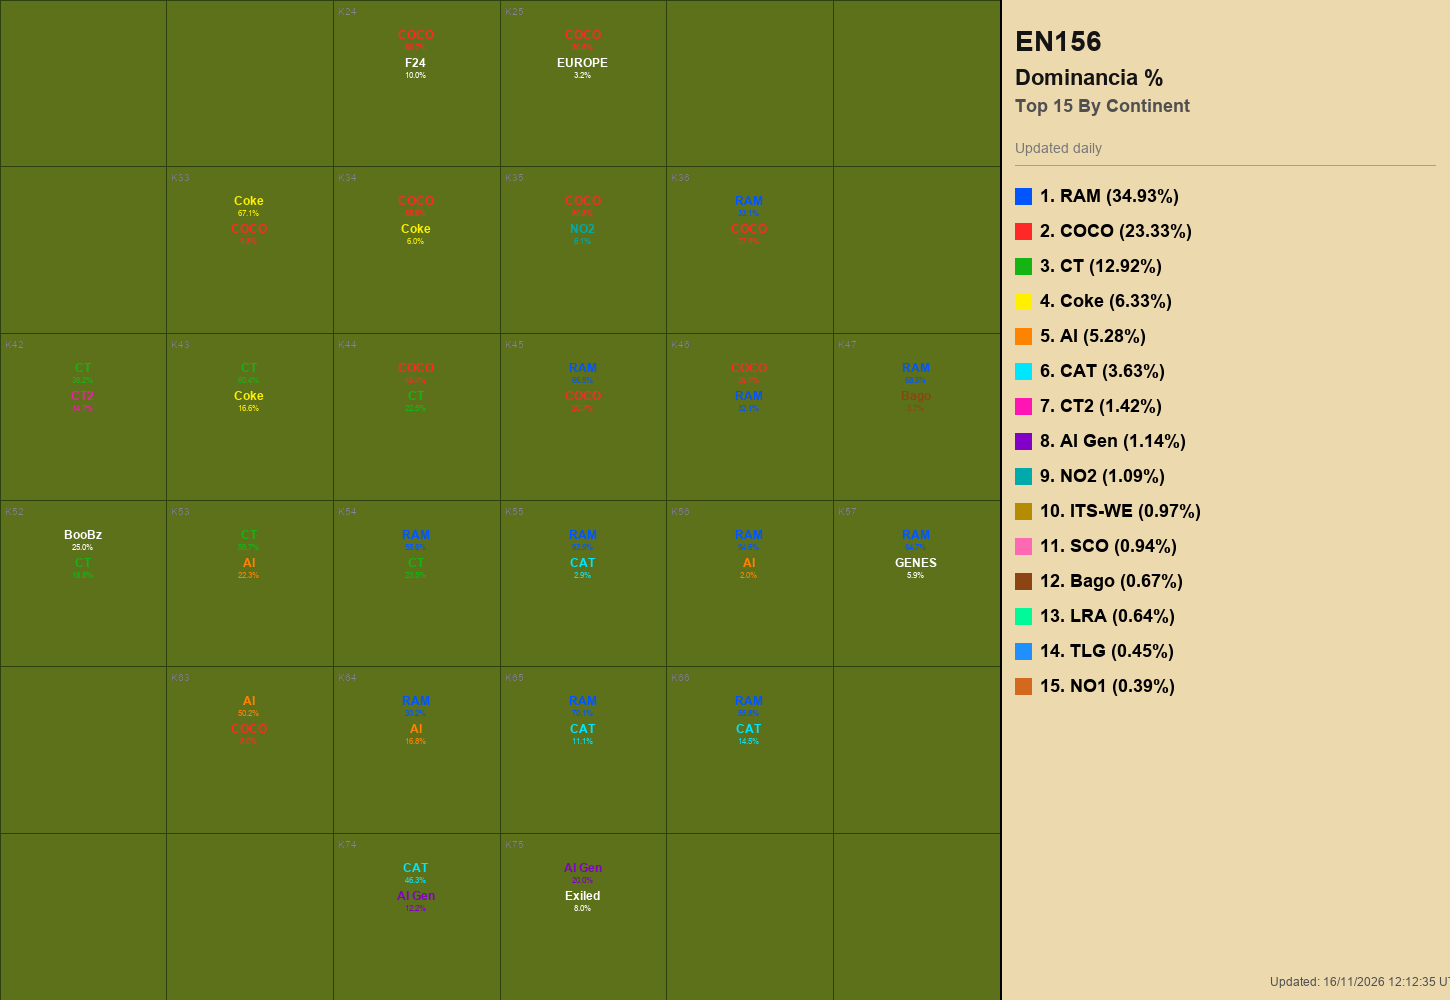 K24
COCO
F24
10.0%
K25
COCO
EUROPE
3.2%
K33
Coke
67.1%
COCO
K34
COCO
Coke
6.0%
K35
COCO
NO2
K36
RAM
COCO
K42
CT
CT2
K43
CT
Coke
16.6%
K44
COCO
CT
K45
RAM
COCO
K46
COCO
RAM
K47
RAM
Bago
K52
BooBz
25.0%
CT
K53
CT
AI
22.3%
K54
RAM
CT
K55
RAM
CAT
2.9%
K56
RAM
AI
2.0%
K57
RAM
GENES
5.9%
K63
AI
50.2%
COCO
K64
RAM
AI
16.8%
K65
RAM
CAT
11.1%
K66
RAM
CAT
14.5%
K74
CAT
46.3%
AI Gen
K75
AI Gen
Exiled
8.0%
EN156
Dominancia %
Top 15 By Continent
Updated daily
1. RAM (34.93%)
2. COCO (23.33%)
3. CT (12.92%)
4. Coke (6.33%)
5. AI (5.28%)
6. CAT (3.63%)
7. CT2 (1.42%)
8. AI Gen (1.14%)
9. NO2 (1.09%)
10. ITS-WE (0.97%)
11. SCO (0.94%)
12. Bago (0.67%)
13. LRA (0.64%)
14. TLG (0.45%)
15. NO1 (0.39%)
Updated: 16/11/2026 12:12:35 U